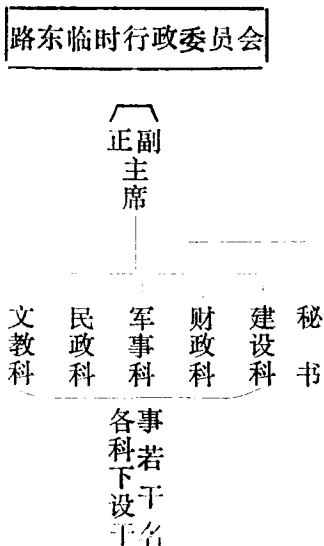 路东临时行政委员会
正副主席
文教科
民政科
军事科
财政科
建设科
秘书
各科下设干
事若干名